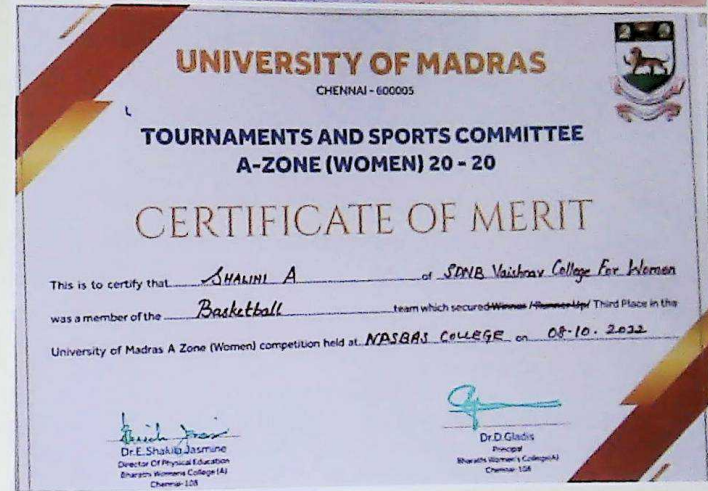 UNIVERSITY OF MADRAS
CHENNAI - 600005
TOURNAMENTS AND SPORTS COMMITTEE
A-ZONE (WOMEN) 20 - 20
CERTIFICATE OF MERIT
This is to certify that SHALINI A of SDNB Vaishnav College For Women
was a member of the Basketball team which secured Winner / Runner Up / Third Place in the
University of Madras A Zone (Women) competition held at NASBAS COLLEGE on 08-10-2022
Dr.E.Shakila Jasmine
Director Of Physical Education
Bharathi Womens College (A)
Chennai-108
Dr.D.Gladis
Principal
Bharathi Women's College(A)
Chennai-108